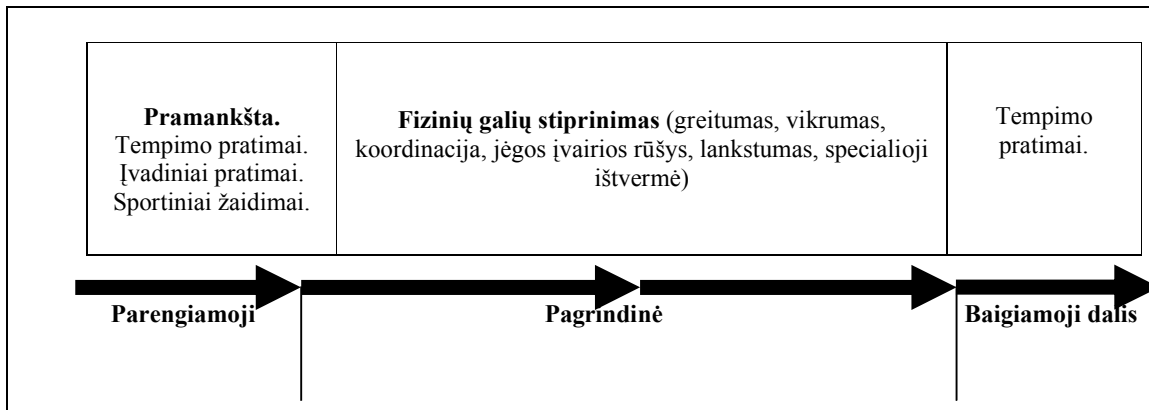 Pramankšta.
Tempimo pratimai.
Įvadiniai pratimai.
Sportiniai žaidimai.
Fizinių galių stiprinimas (greitumas, vikrumas,
koordinacija, jėgos įvairios rūšys, lankstumas, specialioji
ištvermė)
Tempimo
pratimai.
Parengiamoji
Pagrindinė
Baigiamoji dalis